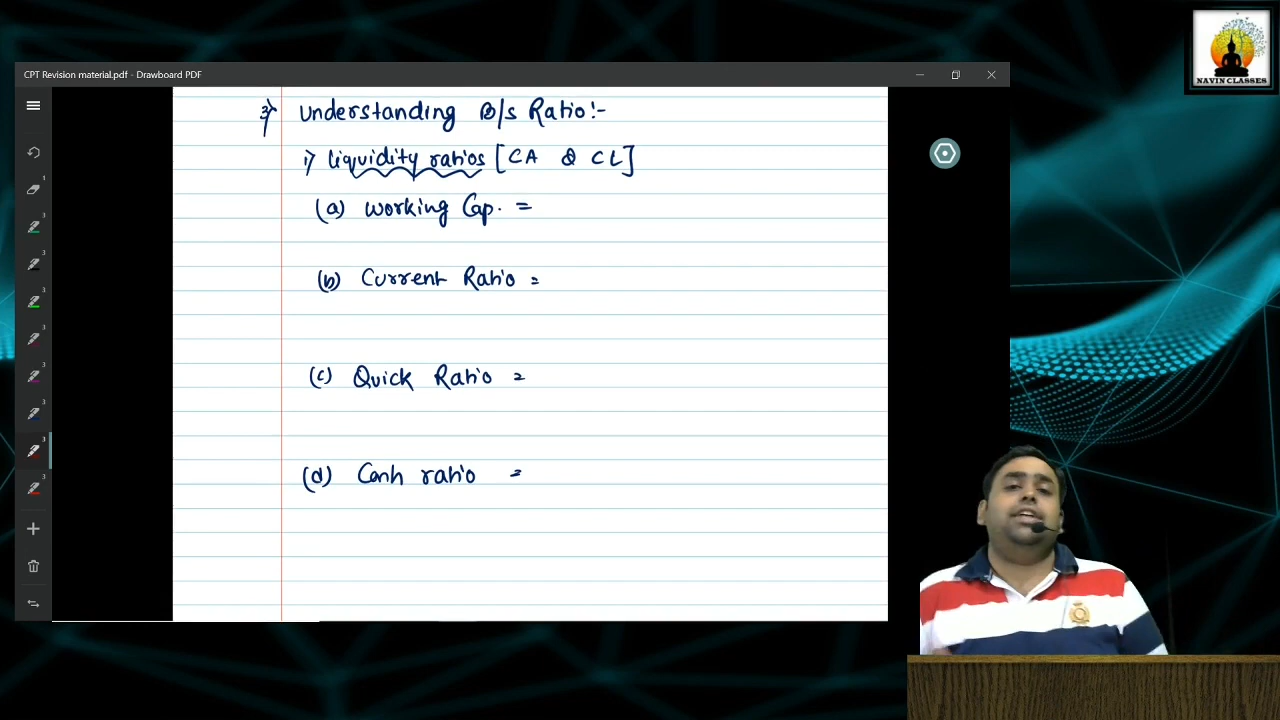 NAVIN CLASSES
CPT Revision material.pdf - Drawboard PDF
3) Understanding B/s Ratio:-
1) Liquidity ratios [CA & CL]
(a) Working Cap. =
(b) Current Ratio =
(c) Quick Ratio =
(d) Cash ratio =